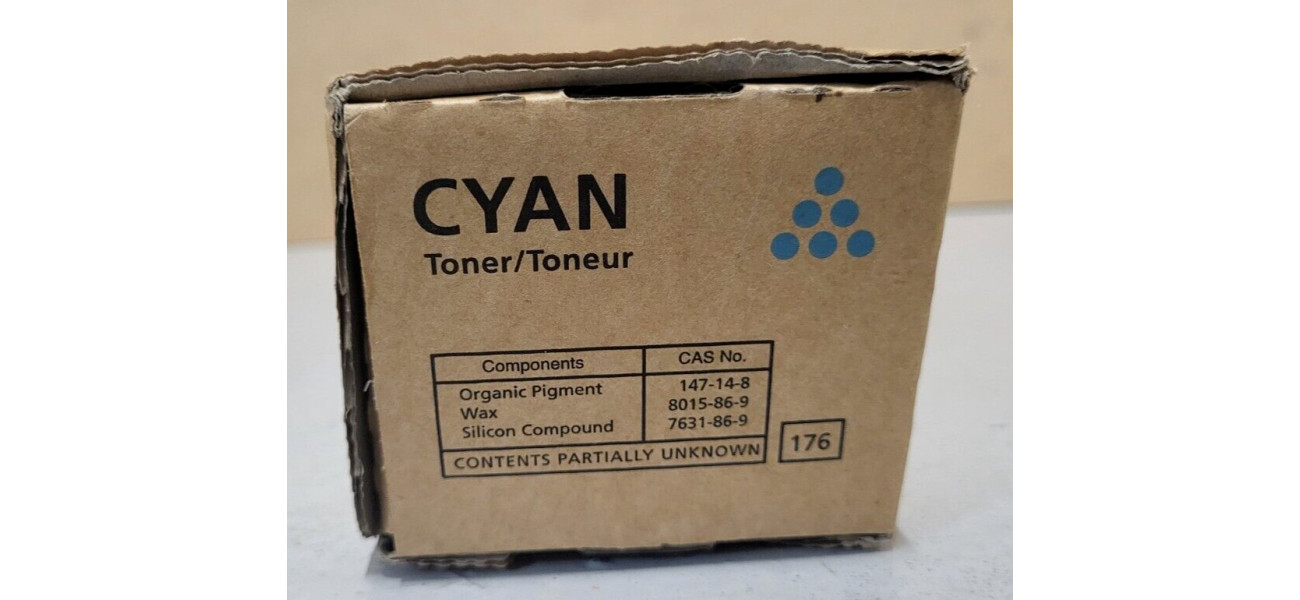 CYAN
Toner/Toneur
Components CAS No.
Organic Pigment 147-14-8
Wax 8015-86-9
Silicon Compound 7631-86-9
CONTENTS PARTIALLY UNKNOWN
176